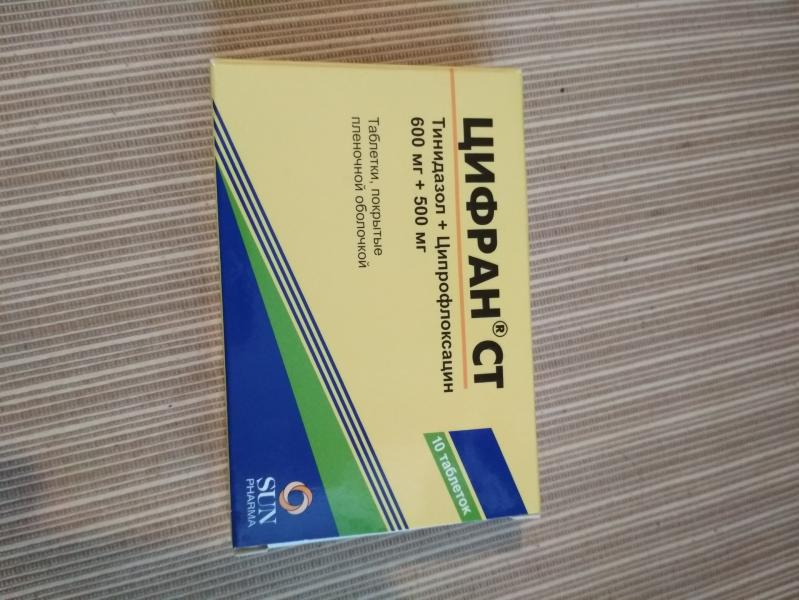 ЦИФРАН® СТ
Тинидазол + Ципрофлоксацин
600 мг + 500 мг
Таблетки, покрытые
пленочной оболочкой
10 таблеток
SUN
PHARMA